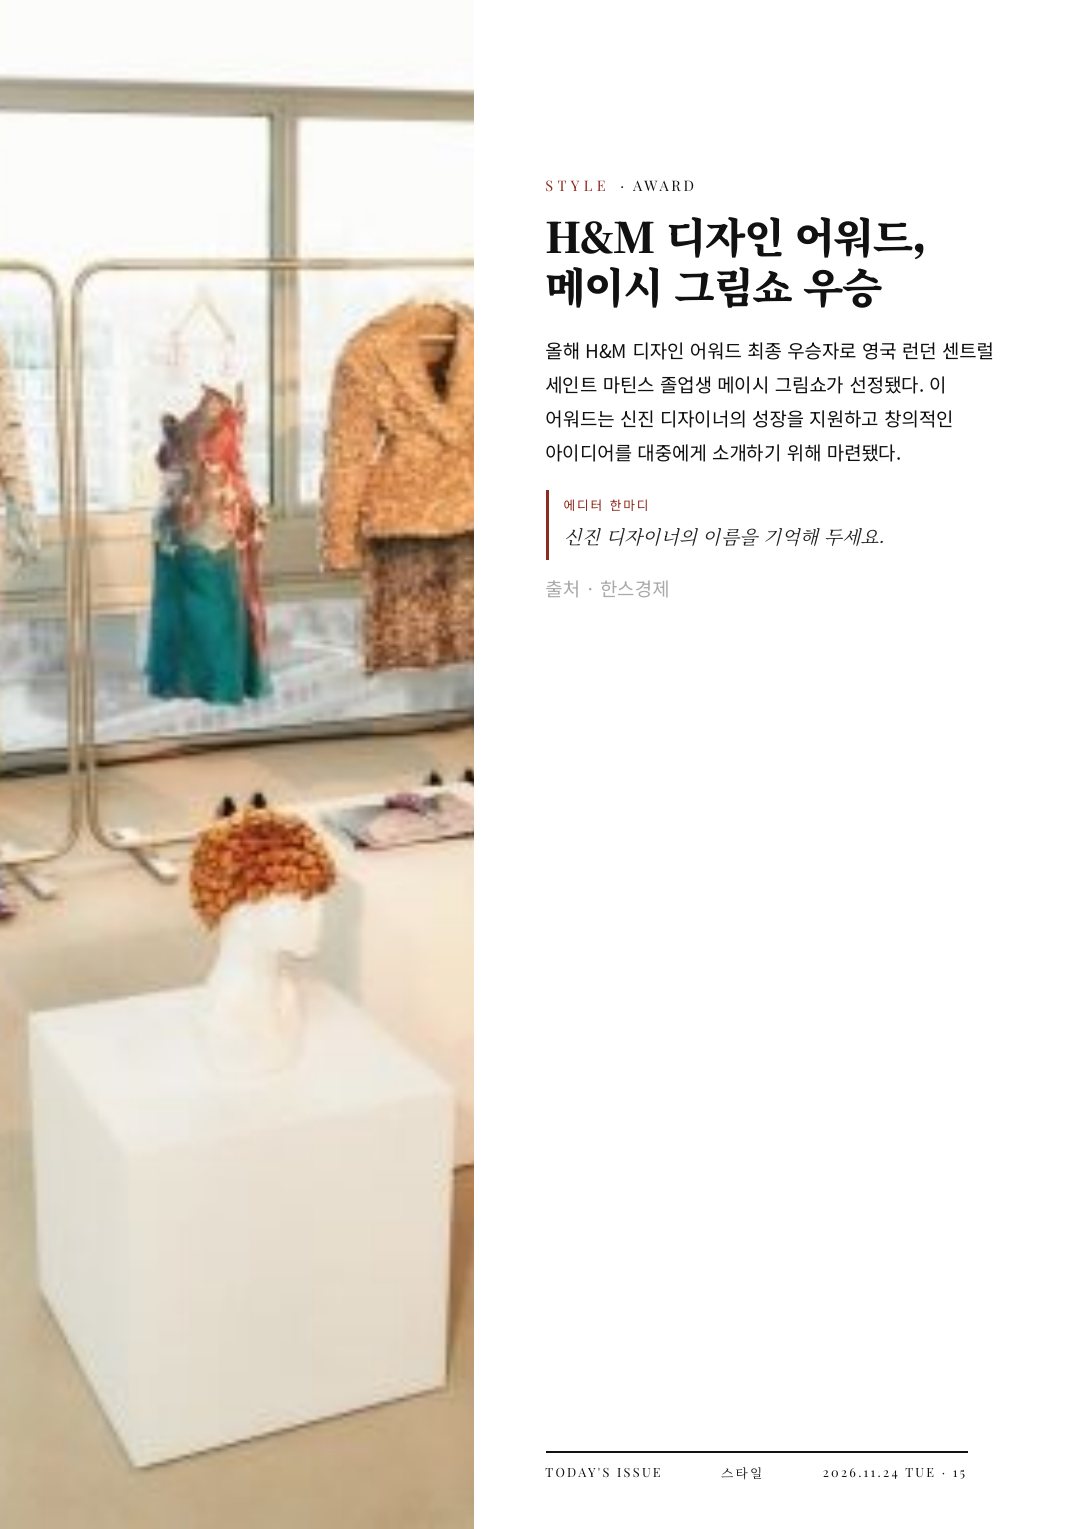 STYLE · AWARD
H&M 디자인 어워드,
메이시 그림쇼 우승
올해 H&M 디자인 어워드 최종 우승자로 영국 런던 센트럴
세인트 마틴스 졸업생 메이시 그림쇼가 선정됐다. 이
어워드는 신진 디자이너의 성장을 지원하고 창의적인
아이디어를 대중에게 소개하기 위해 마련됐다.
에디터 한마디
신진 디자이너의 이름을 기억해 두세요.
출처 · 한스경제
TODAY'S ISSUE 스타일 2026.11.24 TUE · 15